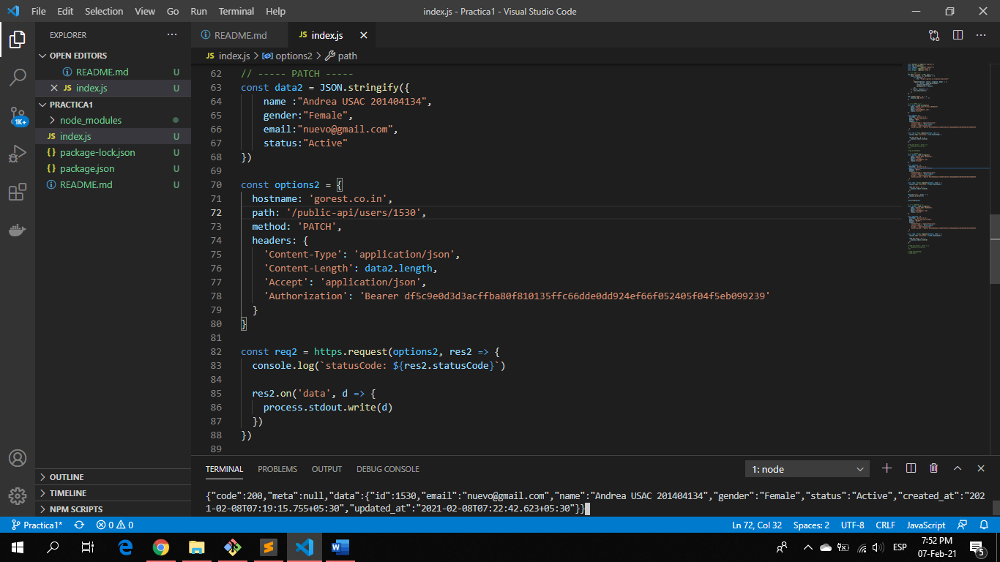 File Edit Selection View Go Run Terminal Help
index.js - Practica1 - Visual Studio Code
EXPLORER
OPEN EDITORS
README.md U
JS index.js U
PRACTICA1
node_modules
JS index.js U
{} package-lock.json U
{} package.json U
README.md U
OUTLINE
TIMELINE
NPM SCRIPTS
1K+
README.md
JS index.js
JS index.js > options2 > path
62 // ----- PATCH -----
63 const data2 = JSON.stringify({
64 name :"Andrea USAC 201404134",
65 gender:"Female",
66 email:"nuevo@gmail.com",
67 status:"Active"
68 })
69
70 const options2 = {
71 hostname: 'gorest.co.in',
72 path: '/public-api/users/1530',
73 method: 'PATCH',
74 headers: {
75 'Content-Type': 'application/json',
76 'Content-Length': data2.length,
77 'Accept': 'application/json',
78 'Authorization': 'Bearer df5c9e0d3d3acffba80f810135ffc66dde0dd924ef66f052405f04f5eb099239'
79 }
80 }
81
82 const req2 = https.request(options2, res2 => {
83 console.log(`statusCode: ${res2.statusCode}`)
84
85 res2.on('data', d => {
86 process.stdout.write(d)
87 })
88 })
89
TERMINAL PROBLEMS OUTPUT DEBUG CONSOLE
1: node
{"code":200,"meta":null,"data":{"id":1530,"email":"nuevo@gmail.com","name":"Andrea USAC 201404134","gender":"Female","status":"Active","created_at":"202
1-02-08T07:19:15.755+05:30","updated_at":"2021-02-08T07:22:42.623+05:30"}}
Practica1* 0 0
Ln 72, Col 32 Spaces: 2 UTF-8 CRLF JavaScript
ESP
7:52 PM
07-Feb-21
5